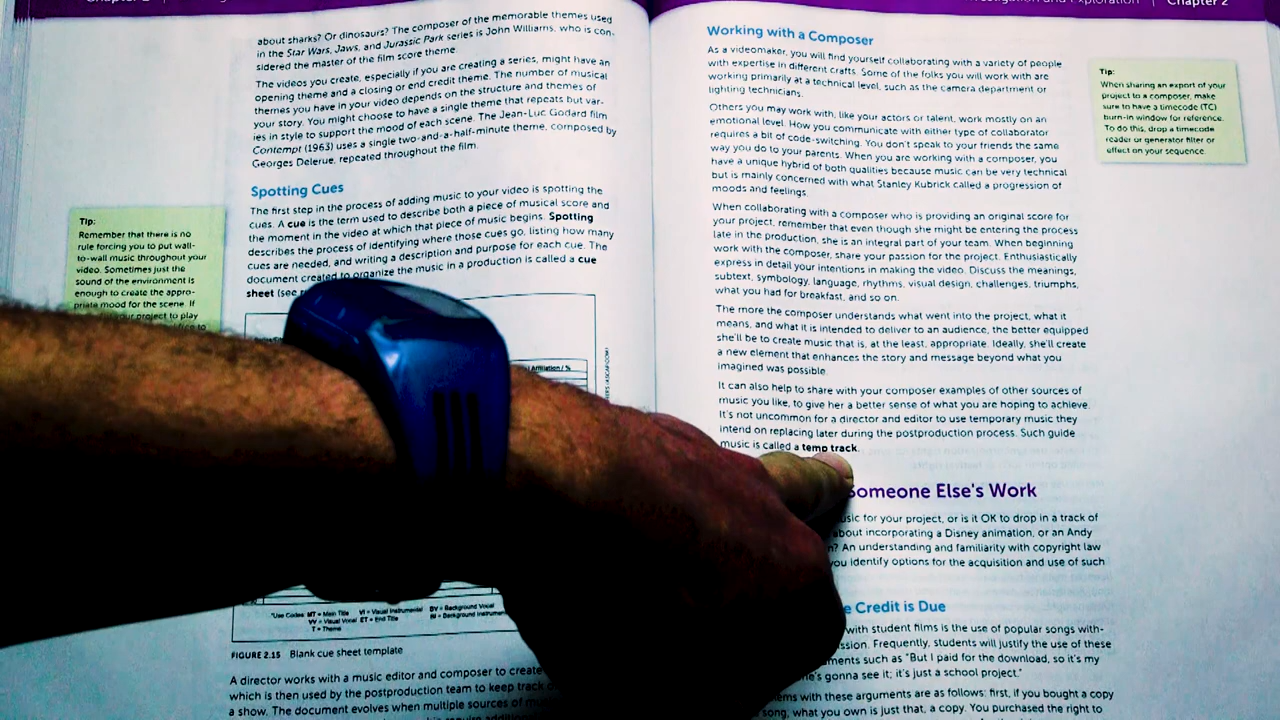 Chapter 2
about sharks? Or dinosaurs? The composer of the memorable themes used
in the Star Wars, Jaws, and Jurassic Park series is John Williams, who is con-
sidered the master of the film score theme.
The videos you create, especially if you are creating a series, might have an
opening theme and a closing or end credit theme. The number of musical
themes you have in your video depends on the structure and themes of
your story. You might choose to have a single theme that repeats but var-
ies in style to support the mood of each scene. The Jean-Luc Godard film
Contempt (1963) uses a single two-and-a-half-minute theme, composed by
Georges Delerue, repeated throughout the film.
Spotting Cues
The first step in the process of adding music to your video is spotting the
cues. A cue is the term used to describe both a piece of musical score and
the moment in the video at which that piece of music begins. Spotting
describes the process of identifying where those cues go, listing how many
cues are needed, and writing a description and purpose for each cue. The
document created to organize the music in a production is called a cue
sheet (see
Tip:
Remember that there is no
rule forcing you to put wall-
to-wall music throughout your
video. Sometimes just the
sound of the environment is
enough to create the appro-
priate mood for the scene. If
your project to play
Affiliation / %
*Use Codes: MT = Main Title VI = Visual Instrumental BV = Background Vocal
VV = Visual Vocal ET = End Title BI = Background Instrumen
T = Theme
FIGURE 2.15 Blank cue sheet template
A director works with a music editor and composer to create
which is then used by the postproduction team to keep track
a show. The document evolves when multiple sources of
and Exploration | Chapter 2
Working with a Composer
As a videomaker, you will find yourself collaborating with a variety of people
with expertise in different crafts. Some of the folks you will work with are
working primarily at a technical level, such as the camera department or
lighting technicians.
Others you may work with, like your actors or talent, work mostly on an
emotional level. How you communicate with either type of collaborator
requires a bit of code-switching. You don't speak to your friends the same
way you do to your parents. When you are working with a composer, you
have a unique hybrid of both qualities because music can be very technical
but is mainly concerned with what Stanley Kubrick called a progression of
moods and feelings.
When collaborating with a composer who is providing an original score for
your project, remember that even though she might be entering the process
late in the production, she is an integral part of your team. When beginning
work with the composer, share your passion for the project. Enthusiastically
express in detail your intentions in making the video. Discuss the meanings,
subtext, symbology, language, rhythms, visual design, challenges, triumphs,
what you had for breakfast, and so on.
The more the composer understands what went into the project, what it
means, and what it is intended to deliver to an audience, the better equipped
she'll be to create music that is, at the least, appropriate. Ideally, she'll create
a new element that enhances the story and message beyond what you
imagined was possible.
It can also help to share with your composer examples of other sources of
music you like, to give her a better sense of what you are hoping to achieve.
It's not uncommon for a director and editor to use temporary music they
intend on replacing later during the postproduction process. Such guide
music is called a temp track.
Tip:
When sharing an export of your
project to a composer, make
sure to have a timecode (TC)
burn-in window for reference.
To do this, drop a timecode
reader or generator filter or
effect on your sequence.
Someone Else's Work
for your project, or is it OK to drop in a track of
about incorporating a Disney animation, or an Andy
An understanding and familiarity with copyright law
you identify options for the acquisition and use of such
Credit is Due
with student films is the use of popular songs with-
Frequently, students will justify the use of these
such as "But I paid for the download, so it's my
gonna see it; it's just a school project."
with these arguments are as follows: first, if you bought a copy
song, what you own is just that, a copy. You purchased the right to